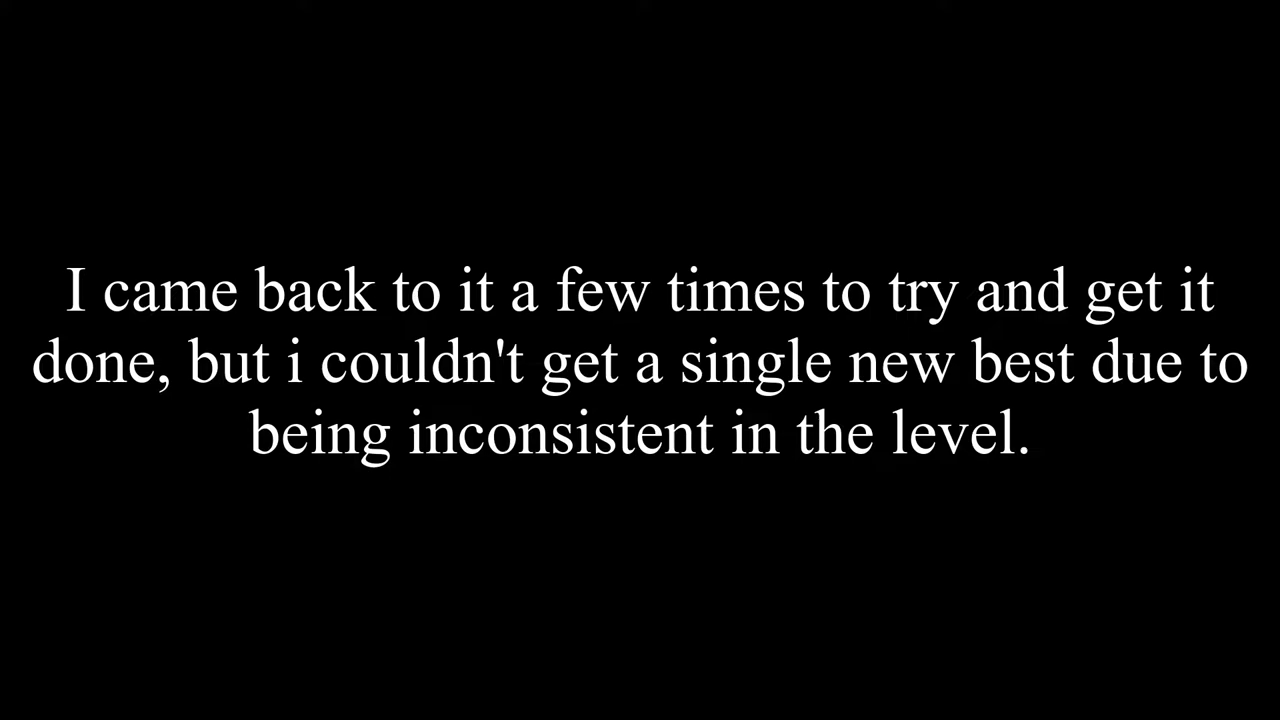 I came back to it a few times to try and get it
done, but i couldn't get a single new best due to
being inconsistent in the level.